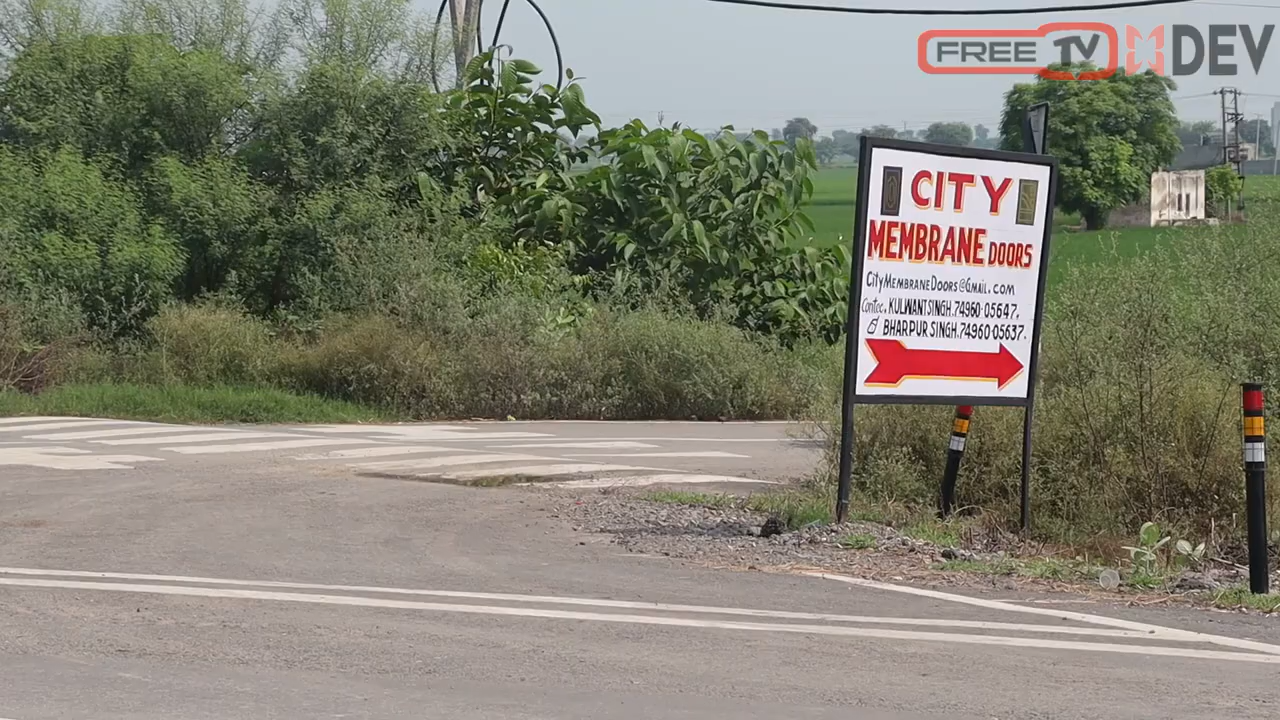 FREE TV DEV
CITY
MEMBRANE DOORS
CITYMEMBRANEDOORS@GMAIL.COM
Contec. KULWANTSINGH.74960-05647.
BHARPUR SINGH.74960-05637.